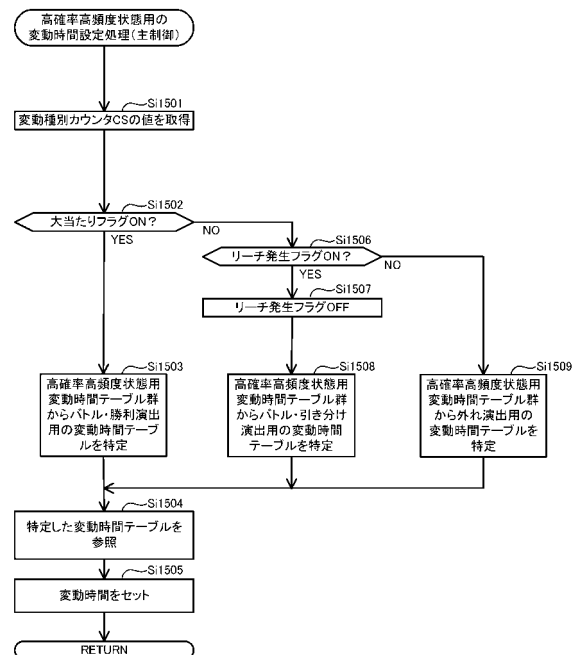 高確率高頻度状態用の
変動時間設定処理(主制御)
Si1501
変動種別カウンタCSの値を取得
Si1502
大当たりフラグON?
YES
NO
Si1506
リーチ発生フラグON?
YES
NO
Si1507
リーチ発生フラグOFF
Si1503
高確率高頻度状態用
変動時間テーブル群
からバトル・勝利演出
用の変動時間テーブ
ルを特定
Si1508
高確率高頻度状態用
変動時間テーブル群
からバトル・引き分け
演出用の変動時間
テーブルを特定
Si1509
高確率高頻度状態用
変動時間テーブル群
から外れ演出用の
変動時間テーブルを
特定
Si1504
特定した変動時間テーブルを
参照
Si1505
変動時間をセット
RETURN